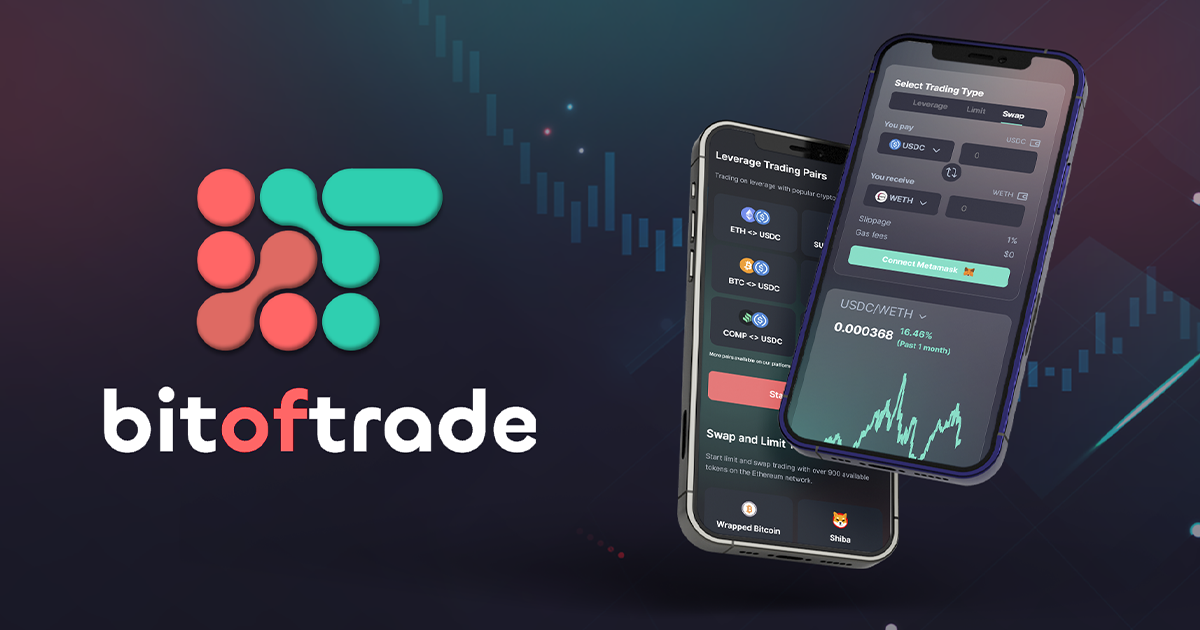 bitoftrade
Leverage Trading Pairs
Trading on leverage with popular crypto
ETH <> USDC
SU
BTC <> USDC
COMP <> USDC
More pairs available on our platform
Sta
Swap and Limit
Start limit and swap trading with over 900 available
tokens on the Ethereum network.
Wrapped Bitcoin
Shiba
Select Trading Type
Leverage Limit Swap
You pay
USDC
USDC
0
You receive
WETH
WETH
0
Slippage
1%
Gas fees
$0
Connect Metamask
USDC/WETH
0.000368
16.46%
(Past 1 month)